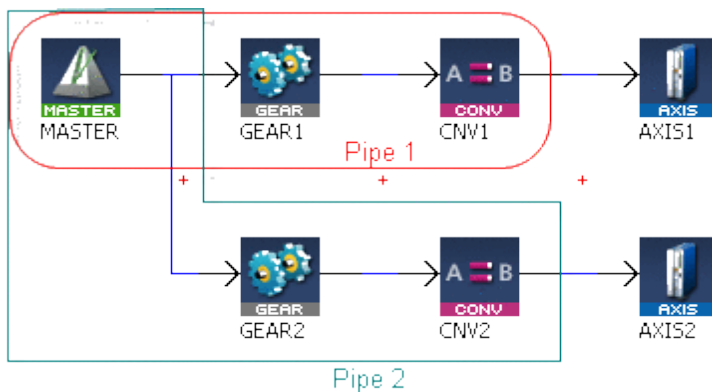 MASTER
MASTER
GEAR
GEAR1
A B
CONV
CNV1
AXIS
AXIS1
Pipe 1
GEAR
GEAR2
A B
CONV
CNV2
AXIS
AXIS2
Pipe 2